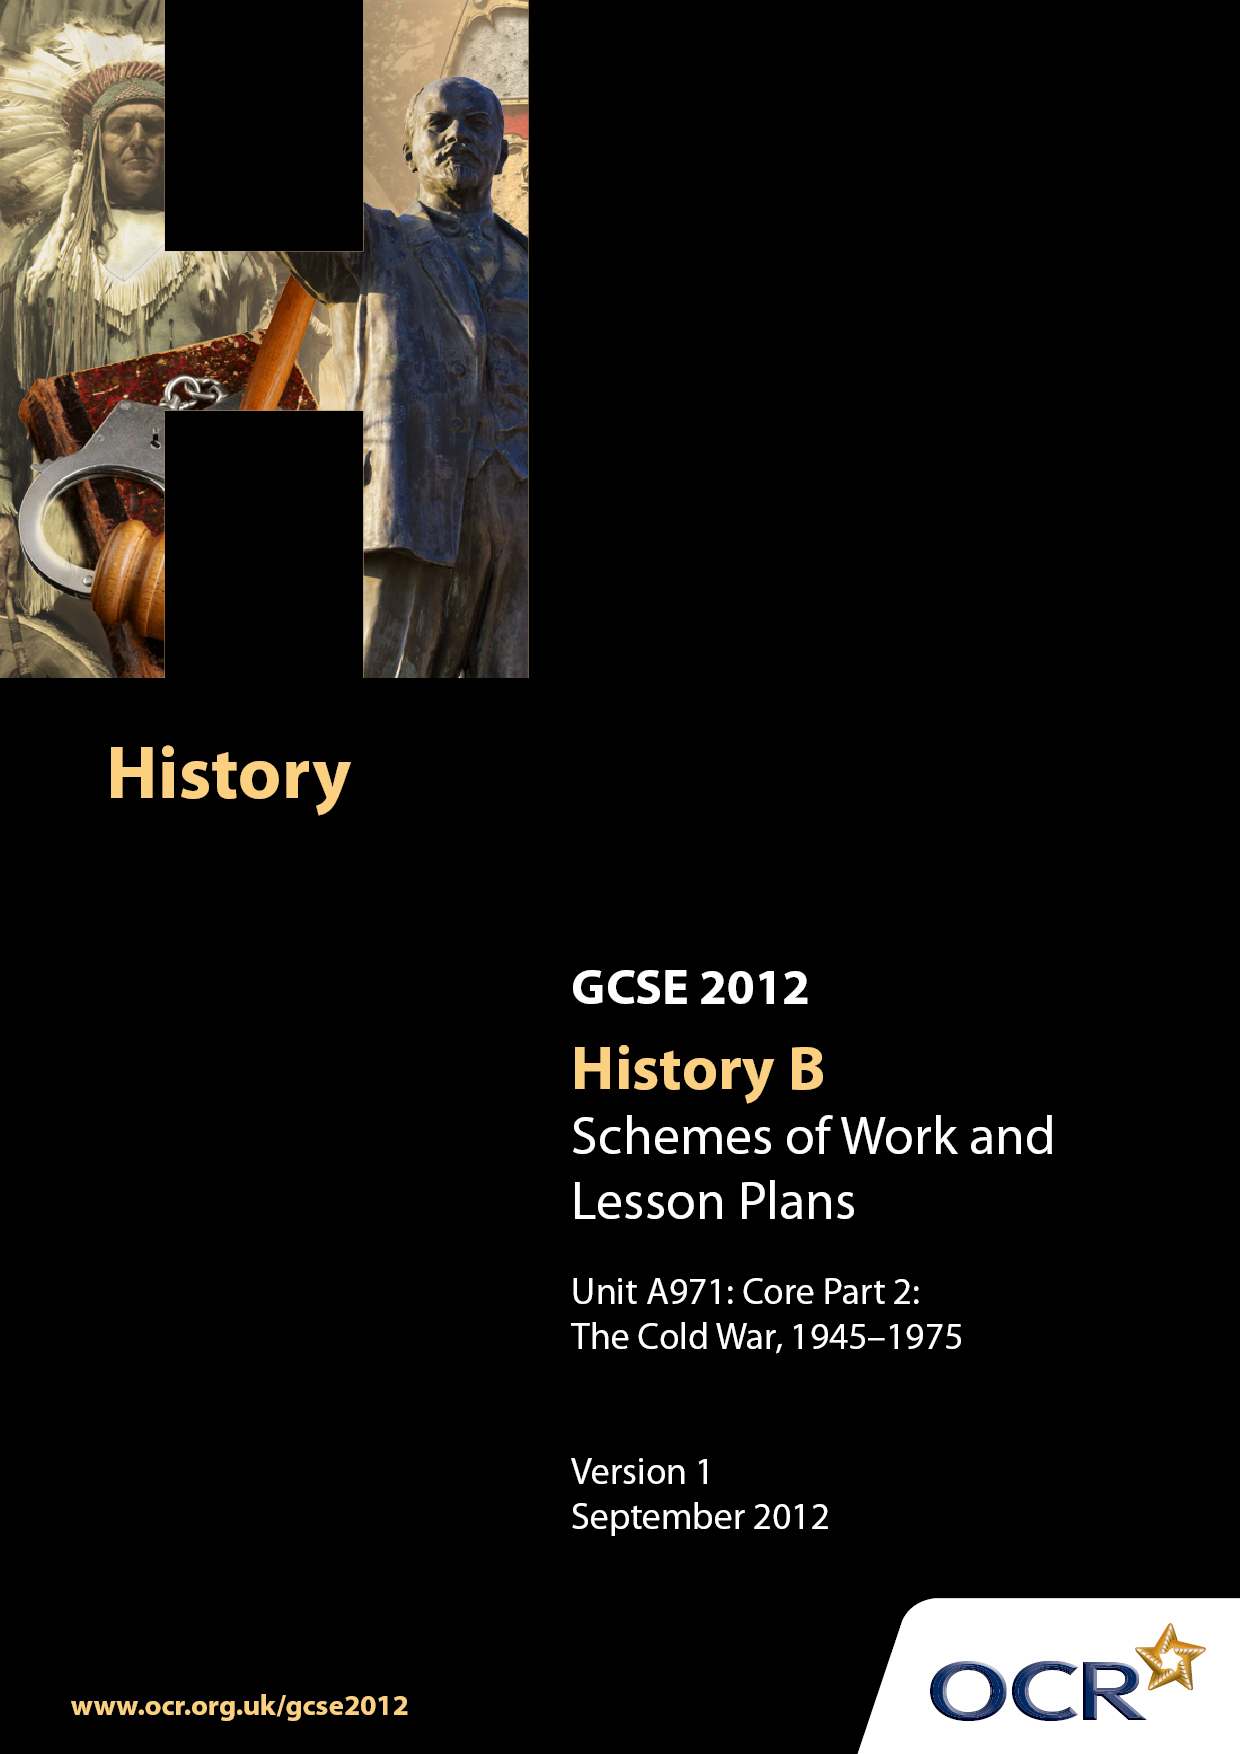 History
GCSE 2012
History B
Schemes of Work and
Lesson Plans
Unit A971: Core Part 2:
The Cold War, 1945–1975
Version 1
September 2012
www.ocr.org.uk/gcse2012
OCR